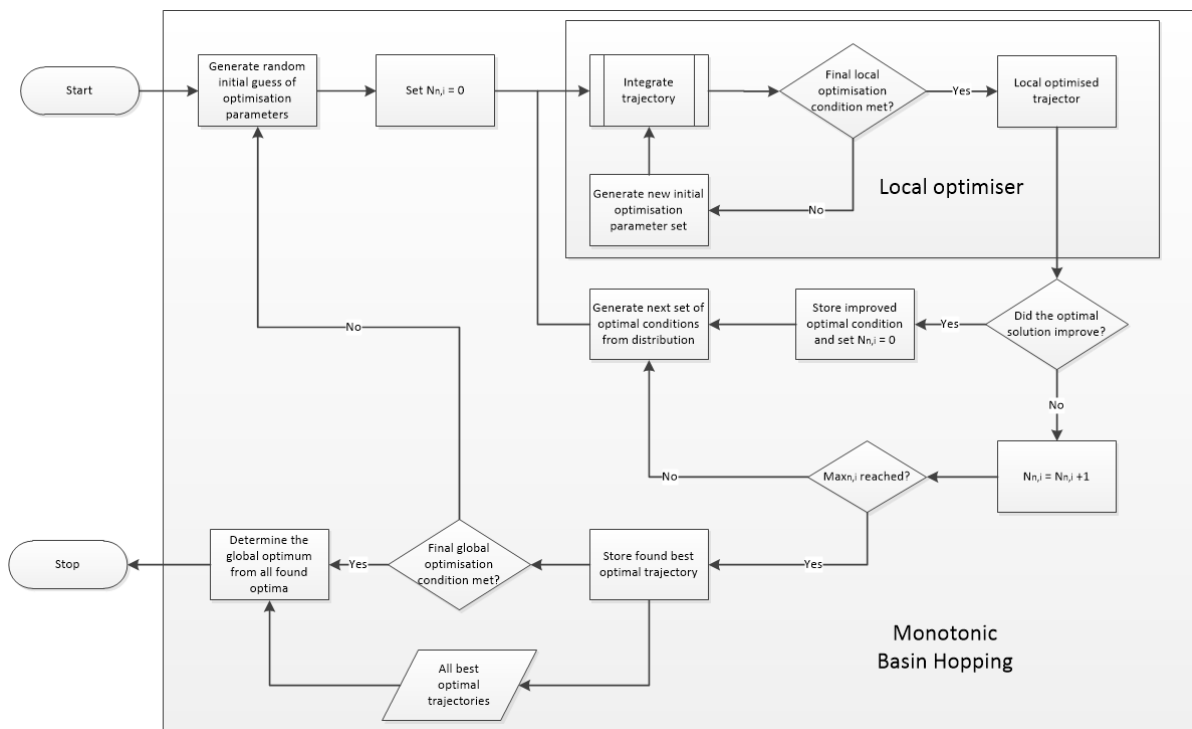 Start
Generate random
initial guess of
optimisation
parameters
Set Nn,i = 0
Integrate
trajectory
Final local
optimisation
condition met?
Yes
Local optimised
trajector
Generate new initial
optimisation
parameter set
No
Local optimiser
Generate next set of
optimal conditions
from distribution
Store improved
optimal condition
and set Nn,i = 0
Yes
Did the optimal
solution improve?
No
No
No
Maxn,i reached?
Nn,i = Nn,i +1
Stop
Determine the
global optimum
from all found
optima
Yes
Final global
optimisation
condition met?
Store found best
optimal trajectory
Yes
All best
optimal
trajectories
Monotonic
Basin Hopping